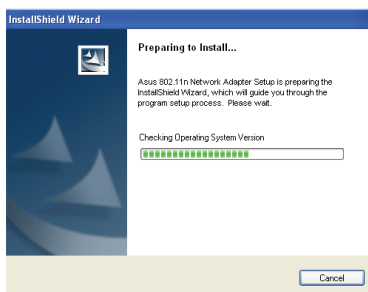 InstallShield Wizard
Preparing to Install...
Asus 802.11n Network Adapter Setup is preparing the
InstallShield Wizard, which will guide you through the
program setup process. Please wait.
Checking Operating System Version
Cancel